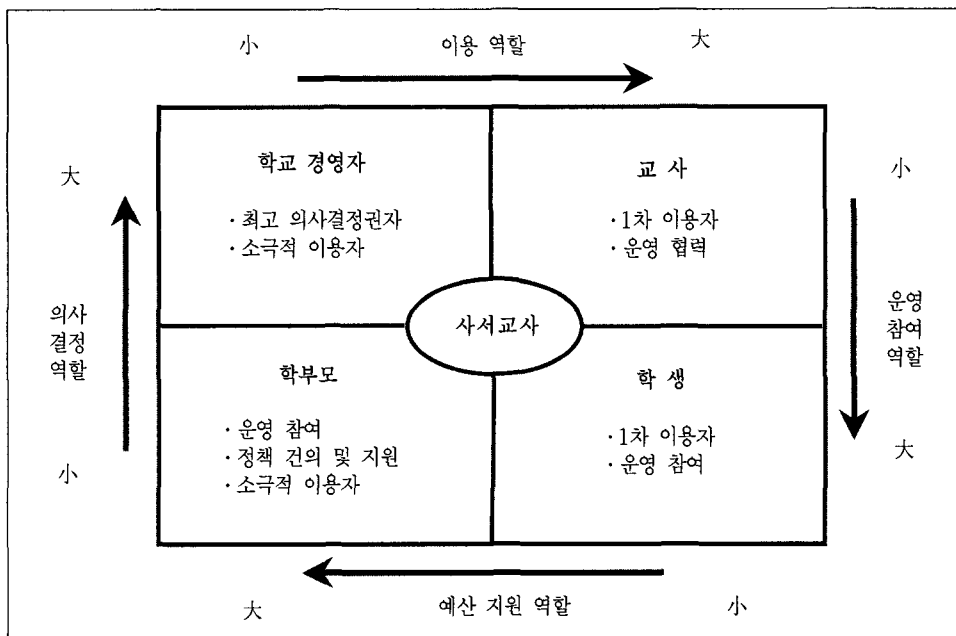 小 이용 역할 大
학교 경영자
· 최고 의사결정권자
· 소극적 이용자
교 사
· 1차 이용자
· 운영 협력
大
의사
결정
역할
小
小
운영
참여
역할
大
사서교사
학부모
· 운영 참여
· 정책 건의 및 지원
· 소극적 이용자
학 생
· 1차 이용자
· 운영 참여
大 예산 지원 역할 小